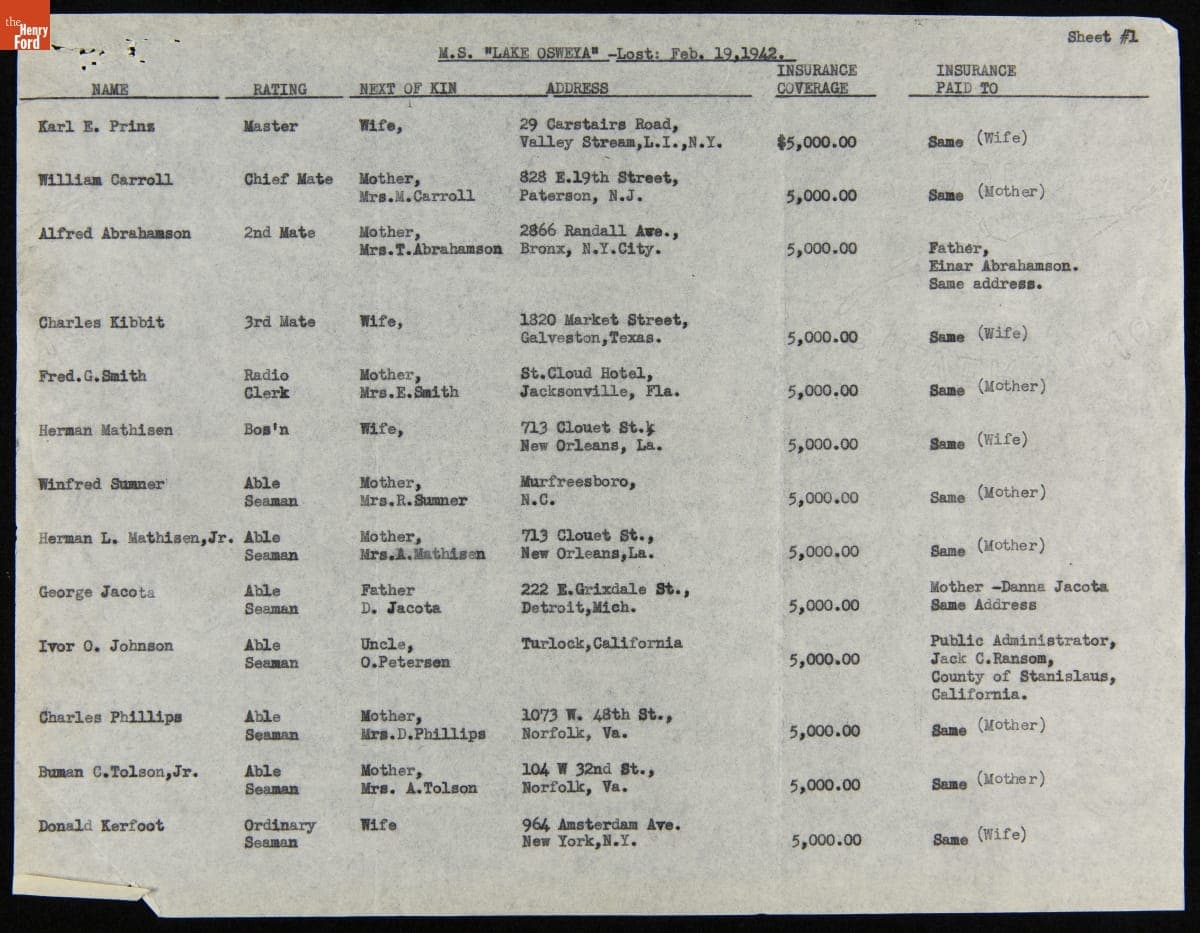 the Henry Ford
Sheet #1
M.S. "LAKE OSWEYA" -Lost: Feb. 19,1942.
NAME RATING NEXT OF KIN ADDRESS INSURANCE COVERAGE INSURANCE PAID TO
Karl E. Prinz Master Wife, 29 Carstairs Road,
Valley Stream,L.I.,N.Y. $5,000.00 Same (Wife)
William Carroll Chief Mate Mother, 828 E.19th Street,
Mrs.M.Carroll Paterson, N.J. 5,000.00 Same (Mother)
Alfred Abrahamson 2nd Mate Mother, 2866 Randall Ave.,
Mrs.T.Abrahamson Bronx, N.Y.City. 5,000.00 Father,
Einar Abrahamson.
Same address.
Charles Kibbit 3rd Mate Wife, 1820 Market Street,
Galveston,Texas. 5,000.00 Same (Wife)
Fred.G.Smith Radio Mother, St.Cloud Hotel,
Clerk Mrs.E.Smith Jacksonville, Fla. 5,000.00 Same (Mother)
Herman Mathisen Bos'n Wife, 713 Clouet St.,
New Orleans, La. 5,000.00 Same (Wife)
Winfred Sumner Able Mother, Murfreesboro,
Seaman Mrs.R.Sumner N.C. 5,000.00 Same (Mother)
Herman L. Mathisen,Jr. Able Mother, 713 Clouet St.,
Seaman Mrs.A.Mathisen New Orleans,La. 5,000.00 Same (Mother)
George Jacota Able Father 222 E.Grixdale St., Mother -Danna Jacota
Seaman D. Jacota Detroit,Mich. 5,000.00 Same Address
Ivor O. Johnson Able Uncle, Turlock,California Public Administrator,
Seaman O.Petersen 5,000.00 Jack C.Ransom,
County of Stanislaus,
California.
Charles Phillips Able Mother, 1073 W. 48th St.,
Seaman Mrs.D.Phillips Norfolk, Va. 5,000.00 Same (Mother)
Buman C.Tolson,Jr. Able Mother, 104 W 32nd St.,
Seaman Mrs. A.Tolson Norfolk, Va. 5,000.00 Same (Mother)
Donald Kerfoot Ordinary Wife 964 Amsterdam Ave.
Seaman New York,N.Y. 5,000.00 Same (Wife)